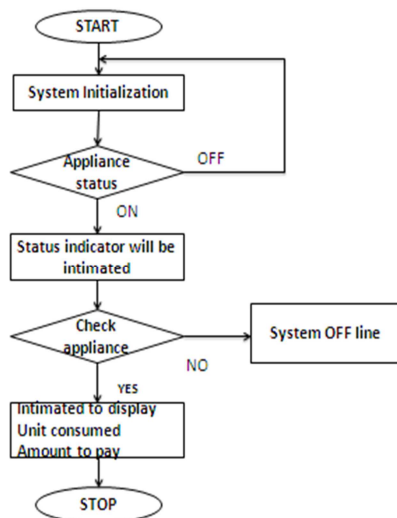 START
System Initialization
Appliance
status
OFF
ON
Status indicator will be
intimated
Check
appliance
System OFF line
NO
YES
Intimated to display
Unit consumed
Amount to pay
STOP